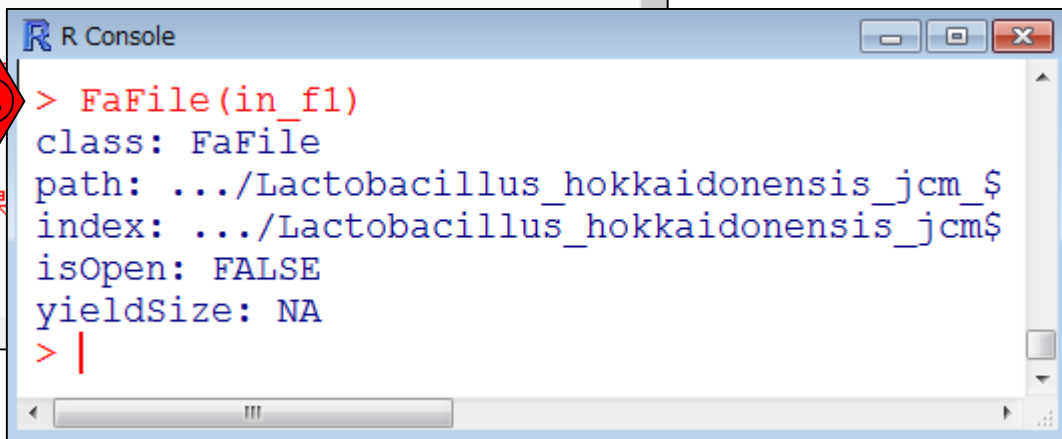 R Console
> FaFile(in_f1)
class: FaFile
path: .../Lactobacillus_hokkaidonensis_jcm_$
index: .../Lactobacillus_hokkaidonensis_jcm$
isOpen: FALSE
yieldSize: NA
>